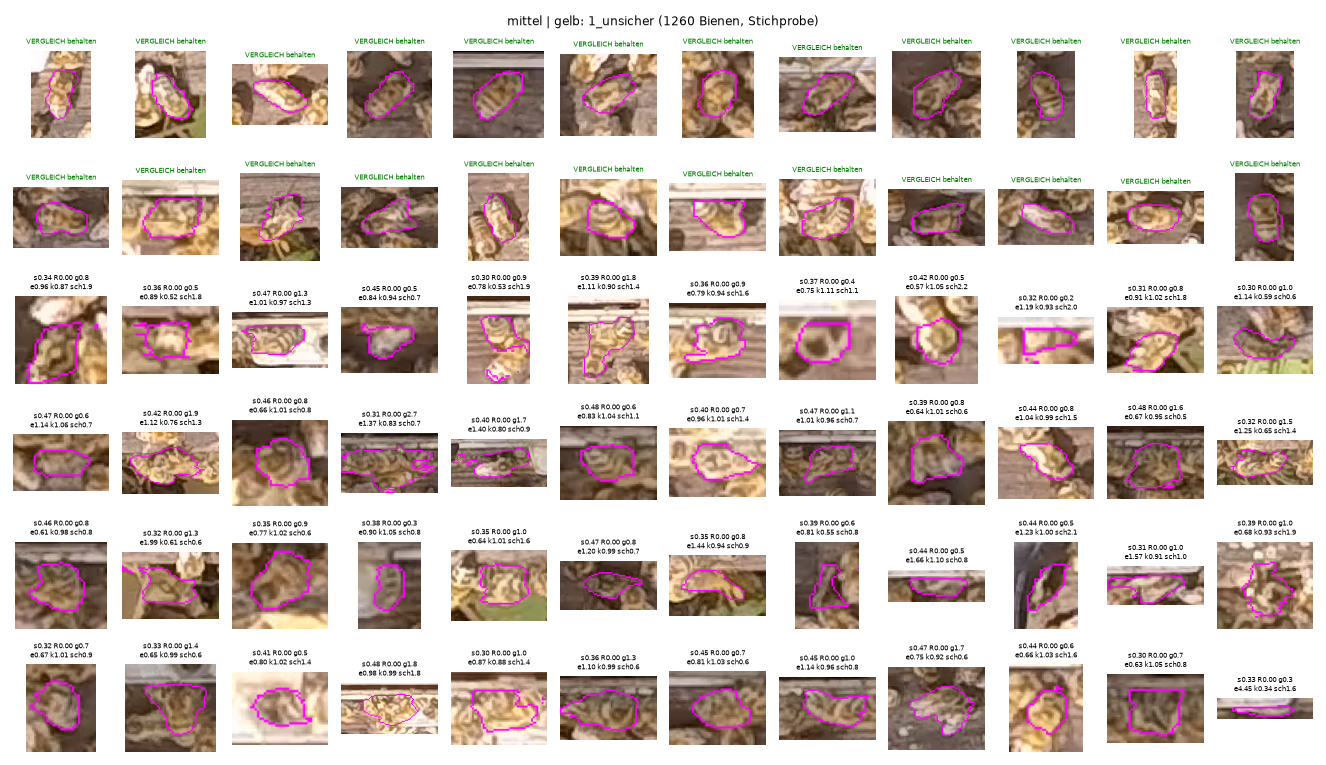 mittel | gelb: 1_unsicher (1260 Bienen, Stichprobe)
VERGLEICH behalten VERGLEICH behalten VERGLEICH behalten VERGLEICH behalten VERGLEICH behalten VERGLEICH behalten VERGLEICH behalten VERGLEICH behalten VERGLEICH behalten VERGLEICH behalten VERGLEICH behalten VERGLEICH behalten
VERGLEICH behalten VERGLEICH behalten VERGLEICH behalten VERGLEICH behalten VERGLEICH behalten VERGLEICH behalten VERGLEICH behalten VERGLEICH behalten VERGLEICH behalten VERGLEICH behalten VERGLEICH behalten VERGLEICH behalten
s0.34 R0.00 g0.8
e0.96 k0.87 sch1.9
s0.36 R0.00 g0.5
e0.89 k0.52 sch1.8
s0.47 R0.00 g1.3
e1.01 k0.97 sch1.3
s0.45 R0.00 g0.5
e0.84 k0.94 sch0.7
s0.30 R0.00 g0.9
e0.78 k0.53 sch1.9
s0.39 R0.00 g1.8
e1.11 k0.90 sch1.4
s0.36 R0.00 g0.9
e0.79 k0.94 sch1.6
s0.37 R0.00 g0.4
e0.75 k1.11 sch1.1
s0.42 R0.00 g0.5
e0.57 k1.05 sch2.2
s0.32 R0.00 g0.2
e1.19 k0.93 sch2.0
s0.31 R0.00 g0.8
e0.91 k1.02 sch1.8
s0.30 R0.00 g1.0
e1.14 k0.59 sch0.6
s0.47 R0.00 g0.6
e1.14 k1.06 sch0.7
s0.42 R0.00 g1.9
e1.12 k0.76 sch1.3
s0.46 R0.00 g0.8
e0.66 k1.01 sch0.8
s0.31 R0.00 g2.7
e1.37 k0.83 sch0.7
s0.40 R0.00 g1.7
e1.40 k0.80 sch0.9
s0.48 R0.00 g0.6
e0.83 k1.04 sch1.1
s0.40 R0.00 g0.7
e0.96 k1.01 sch1.4
s0.47 R0.00 g1.1
e1.01 k0.96 sch0.7
s0.39 R0.00 g0.8
e0.64 k1.01 sch0.6
s0.44 R0.00 g0.8
e1.04 k0.99 sch1.5
s0.48 R0.00 g1.6
e0.67 k0.95 sch0.5
s0.32 R0.00 g1.5
e1.25 k0.65 sch1.4
s0.46 R0.00 g0.8
e0.61 k0.98 sch0.8
s0.32 R0.00 g1.3
e1.99 k0.61 sch0.6
s0.35 R0.00 g0.9
e0.77 k1.02 sch0.6
s0.38 R0.00 g0.3
e0.90 k1.05 sch0.8
s0.35 R0.00 g1.0
e0.64 k1.01 sch1.6
s0.47 R0.00 g0.8
e1.20 k0.99 sch0.7
s0.35 R0.00 g0.8
e1.44 k0.94 sch0.9
s0.39 R0.00 g0.6
e0.81 k0.55 sch0.8
s0.44 R0.00 g0.5
e1.66 k1.10 sch0.8
s0.44 R0.00 g0.5
e1.23 k1.00 sch2.1
s0.31 R0.00 g1.0
e1.57 k0.91 sch1.0
s0.39 R0.00 g1.0
e0.68 k0.93 sch1.9
s0.32 R0.00 g0.7
e0.67 k1.01 sch0.9
s0.33 R0.00 g1.4
e0.65 k0.99 sch0.6
s0.41 R0.00 g0.5
e0.80 k1.02 sch1.4
s0.48 R0.00 g1.8
e0.98 k0.99 sch1.8
s0.30 R0.00 g1.0
e0.87 k0.88 sch1.4
s0.36 R0.00 g1.3
e1.10 k0.99 sch0.6
s0.45 R0.00 g0.7
e0.81 k1.03 sch0.6
s0.45 R0.00 g1.0
e1.14 k0.96 sch0.8
s0.47 R0.00 g1.7
e0.75 k0.92 sch0.6
s0.44 R0.00 g0.6
e0.66 k1.03 sch1.6
s0.30 R0.00 g0.7
e0.63 k1.05 sch0.8
s0.33 R0.00 g0.3
e4.45 k0.34 sch1.6